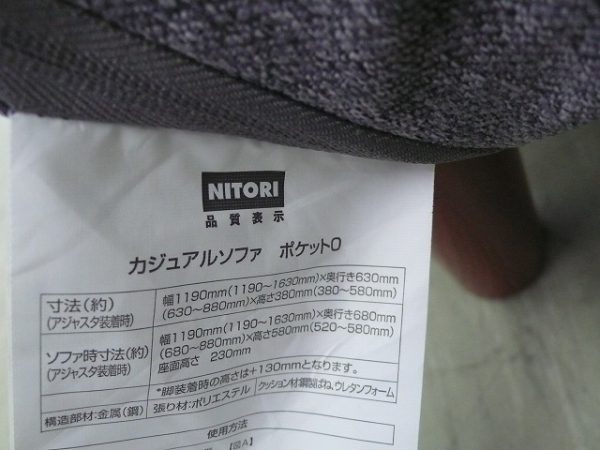 NITORI
品質表示
カジュアルソファ ポケット0
寸法(約)
(アジャスタ装着時)
幅1190mm(1190〜1630mm)×奥行き630mm
(630〜880mm)×高さ380mm(380〜580mm)
ソファ時寸法(約)
(アジャスタ装着時)
幅1190mm(1190〜1630mm)×奥行き680mm
(680〜880mm)×高さ580mm(520〜580mm)
座面高さ 230mm
*脚装着時の高さは+130mmとなります。
構造部材:金属(鋼)
張り材:ポリエステル
クッション材:鋼製ばね、ウレタンフォーム
使用方法
【図A】